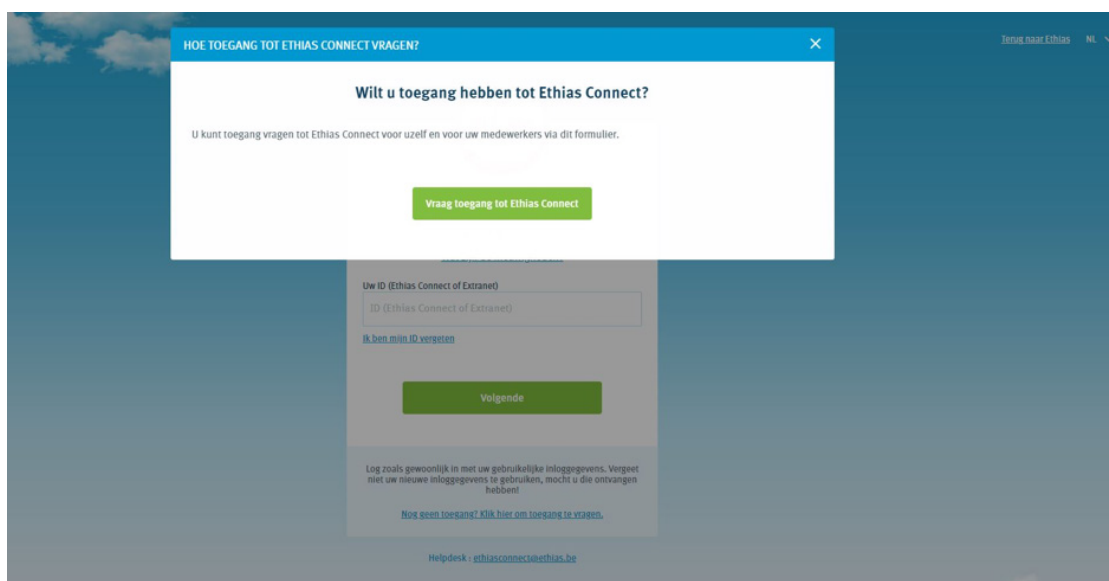 HOE TOEGANG TOT ETHIAS CONNECT VRAGEN?
Terug naar Ethias NL
Wilt u toegang hebben tot Ethias Connect?
U kunt toegang vragen tot Ethias Connect voor uzelf en voor uw medewerkers via dit formulier.
Vraag toegang tot Ethias Connect
Uw ID (Ethias Connect of Extranet)
ID (Ethias Connect of Extranet)
Ik ben mijn ID vergeten
Volgende
Log zoals gewoonlijk in met uw gebruikelijke inloggegevens. Vergeet
niet uw nieuwe inloggegevens te gebruiken, mocht u die ontvangen
hebben!
Nog geen toegang? Klik hier om toegang te vragen.
Helpdesk : ethiasconnect@ethias.be